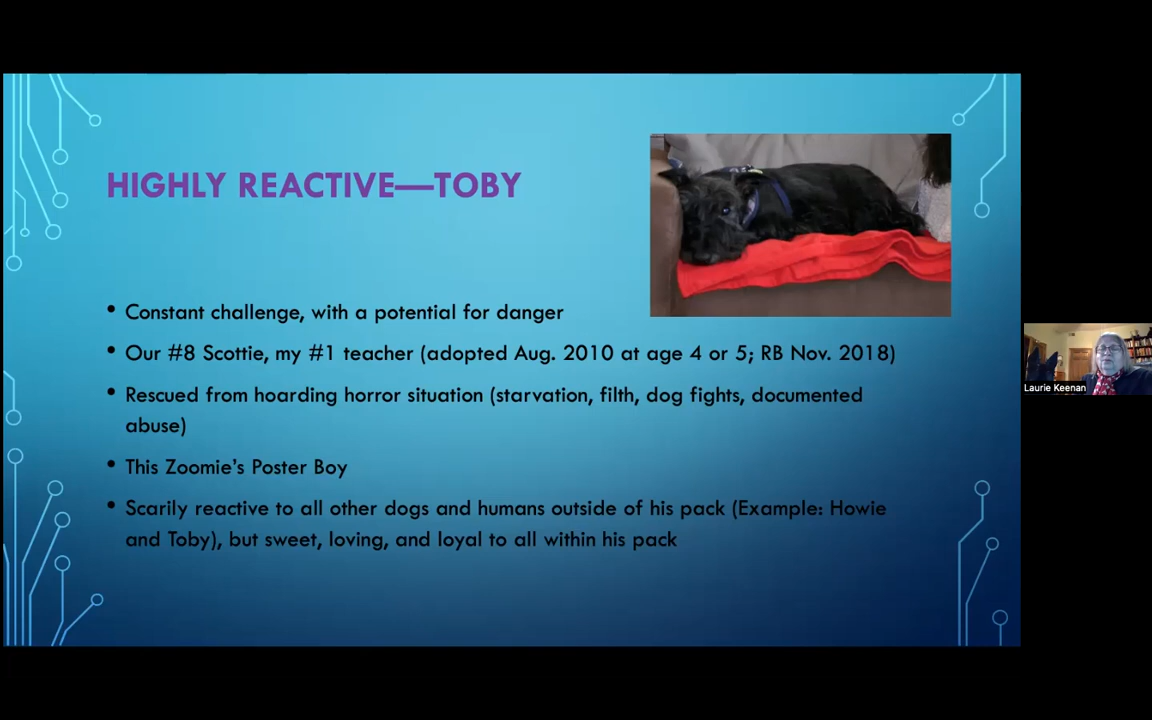 HIGHLY REACTIVE—TOBY
• Constant challenge, with a potential for danger
• Our #8 Scottie, my #1 teacher (adopted Aug. 2010 at age 4 or 5; RB Nov. 2018)
• Rescued from hoarding horror situation (starvation, filth, dog fights, documented
abuse)
• This Zoomie’s Poster Boy
• Scarily reactive to all other dogs and humans outside of his pack (Example: Howie
and Toby), but sweet, loving, and loyal to all within his pack
Laurie Keenan